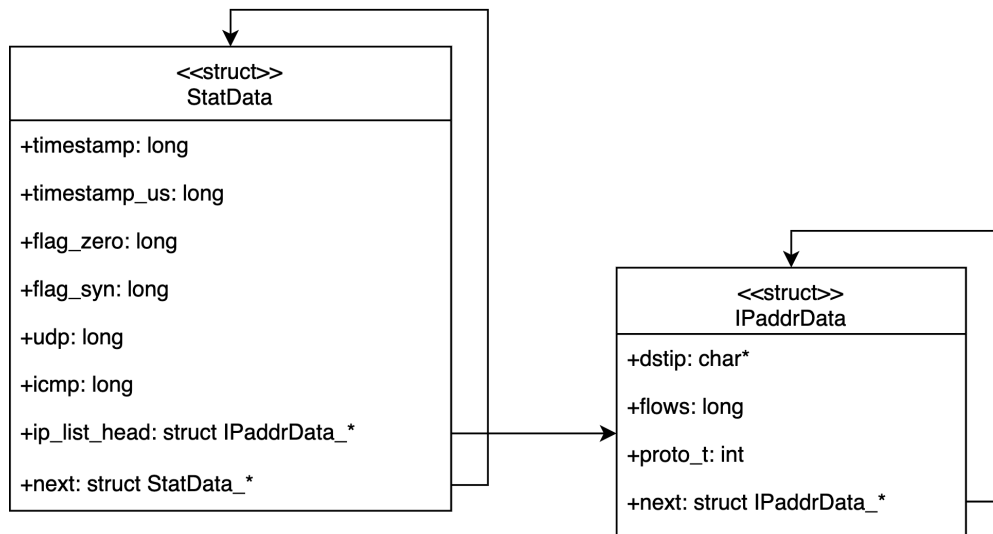 <<struct>>
StatData
+timestamp: long
+timestamp_us: long
+flag_zero: long
+flag_syn: long
+udp: long
+icmp: long
+ip_list_head: struct IPaddrData_*
+next: struct StatData_*
<<struct>>
IPaddrData
+dstip: char*
+flows: long
+proto_t: int
+next: struct IPaddrData_*